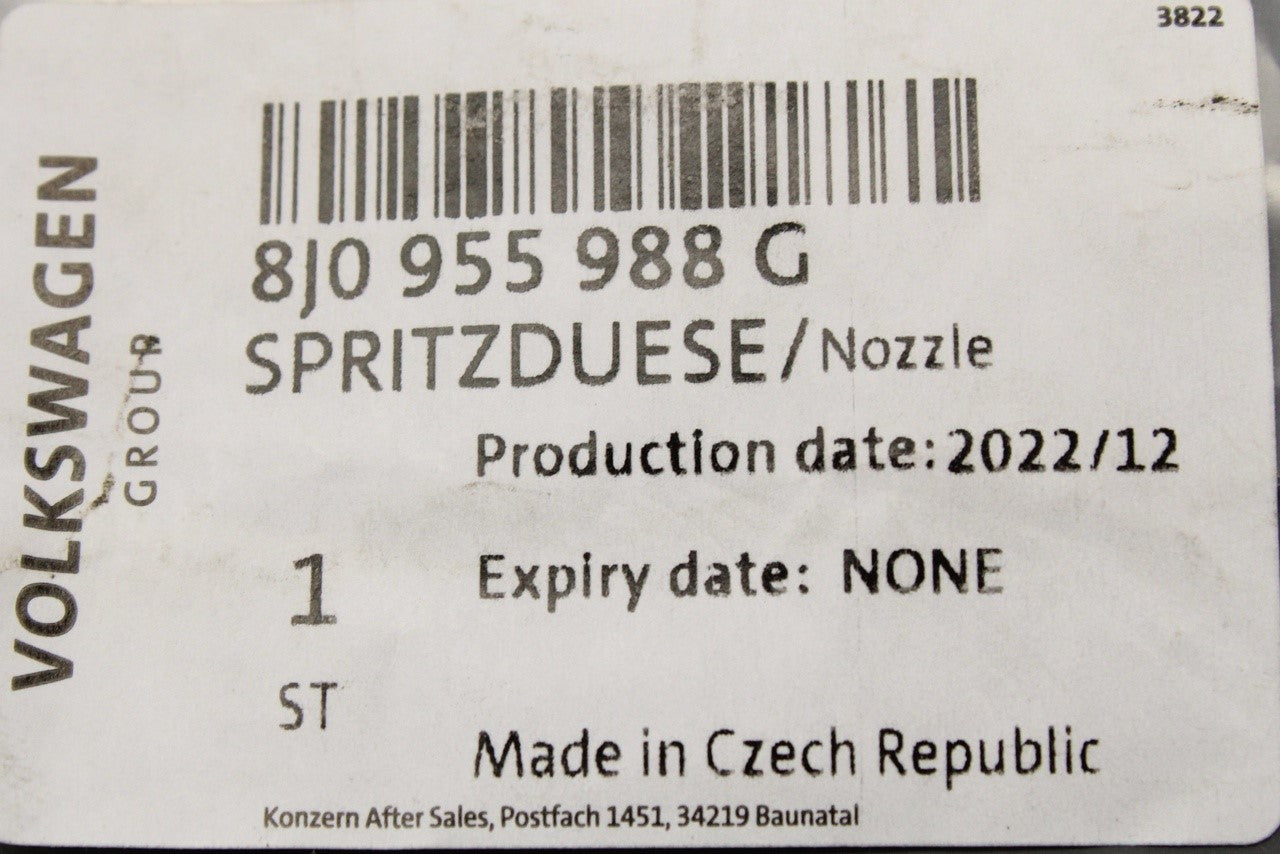 3822
VOLKSWAGEN
GROUP
8J0 955 988 G
SPRITZDUESE/Nozzle
Production date:2022/12
1
Expiry date: NONE
ST
Made in Czech Republic
Konzern After Sales, Postfach 1451, 34219 Baunatal